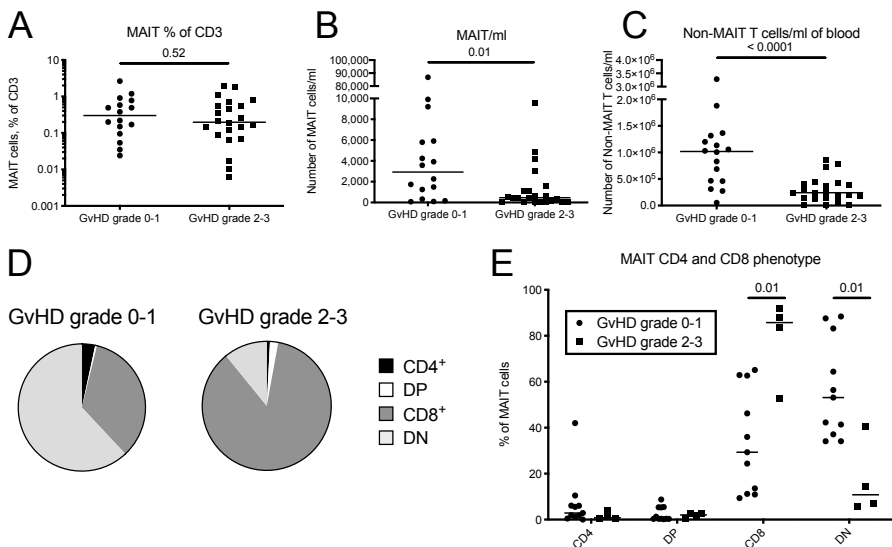 A
MAIT % of CD3
0.52
MAIT cells, % of CD3
10
1
0.1
0.01
0.001
GvHD grade 0-1
GvHD grade 2-3
B
MAIT/ml
0.01
Number of MAIT cells/ml
100,000
90,000
80,000
10,000
8,000
6,000
4,000
2,000
0
GvHD grade 0-1
GvHD grade 2-3
C
Non-MAIT T cells/ml of blood
< 0.0001
Number of Non-MAIT T cells/ml
4.0×10⁶
3.5×10⁶
3.0×10⁶
2.0×10⁶
1.5×10⁶
1.0×10⁶
5.0×10⁵
0.0
GvHD grade 0-1
GvHD grade 2-3
D
GvHD grade 0-1
GvHD grade 2-3
CD4⁺
DP
CD8⁺
DN
E
MAIT CD4 and CD8 phenotype
0.01
0.01
GvHD grade 0-1
GvHD grade 2-3
% of MAIT cells
100
80
60
40
20
0
CD4
DP
CD8
DN